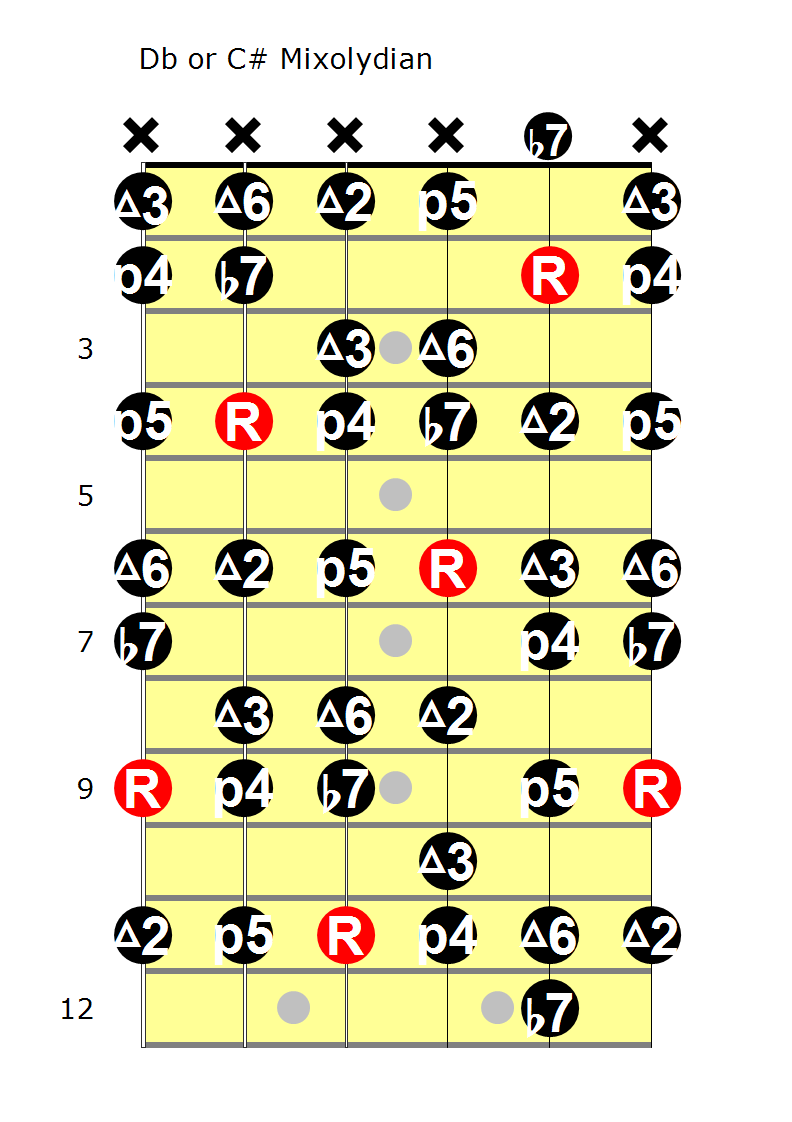 Db or C# Mixolydian
× × × × ♭7 ×
Δ3 Δ6 Δ2 p5 Δ3
p4 ♭7 R p4
3 Δ3 Δ6
p5 R p4 ♭7 Δ2 p5
5
Δ6 Δ2 p5 R Δ3 Δ6
7 ♭7 p4 ♭7
Δ3 Δ6 Δ2
9 R p4 ♭7 p5 R
Δ3
Δ2 p5 R p4 Δ6 Δ2
12 ♭7